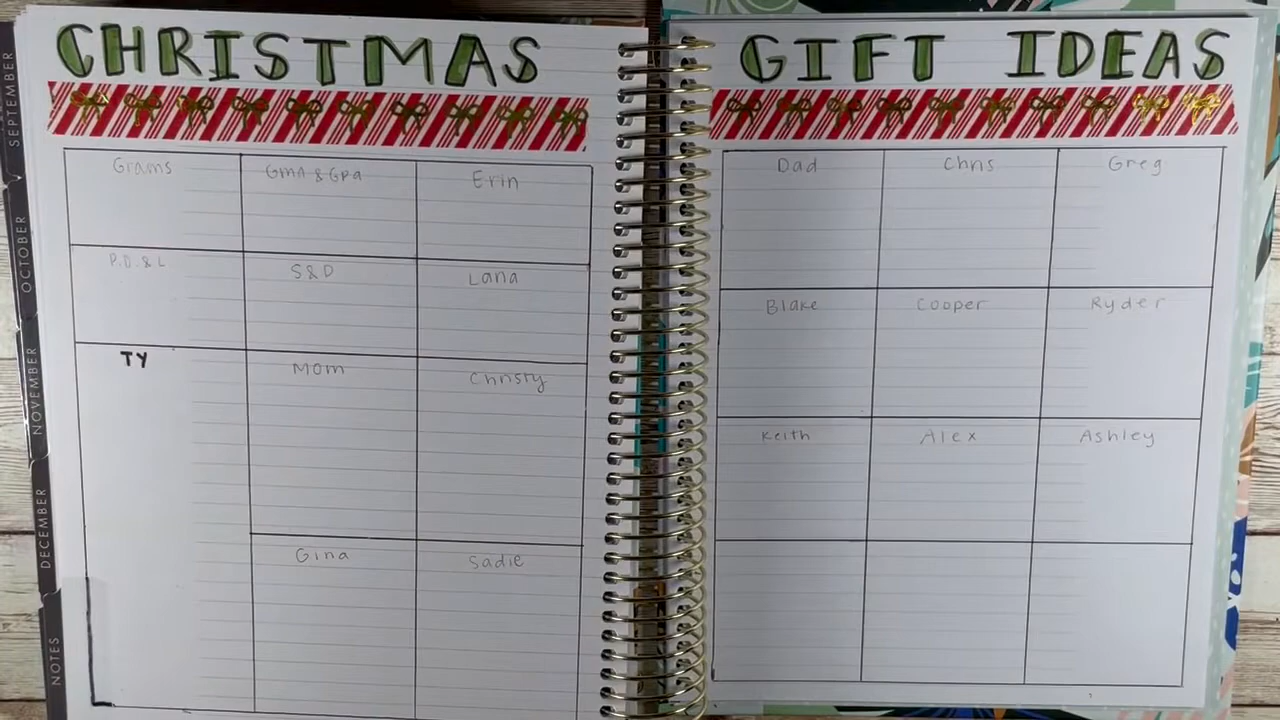 CHRISTMAS GIFT IDEAS
Grams
GMA & Gpa
Erin
P.D. & L
S&D
Lana
TY
Mom
Christy
Gina
Sadie
Dad
Chris
Greg
Blake
Cooper
Ryder
Keith
Alex
Ashley
SEPTEMBER
OCTOBER
NOVEMBER
DECEMBER
NOTES